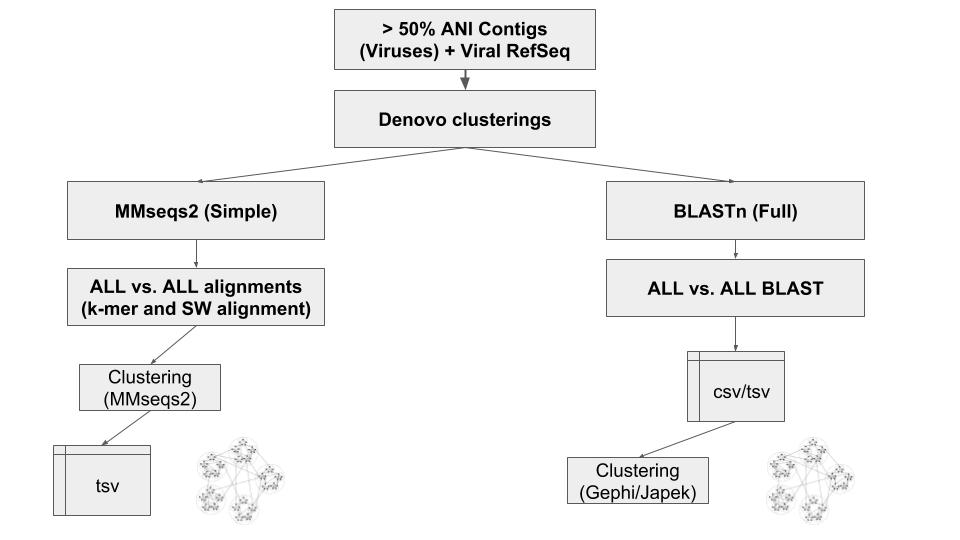 > 50% ANI Contigs
(Viruses) + Viral RefSeq
Denovo clusterings
MMseqs2 (Simple)
BLASTn (Full)
ALL vs. ALL alignments
(k-mer and SW alignment)
ALL vs. ALL BLAST
Clustering
(MMseqs2)
csv/tsv
tsv
Clustering
(Gephi/Japek)